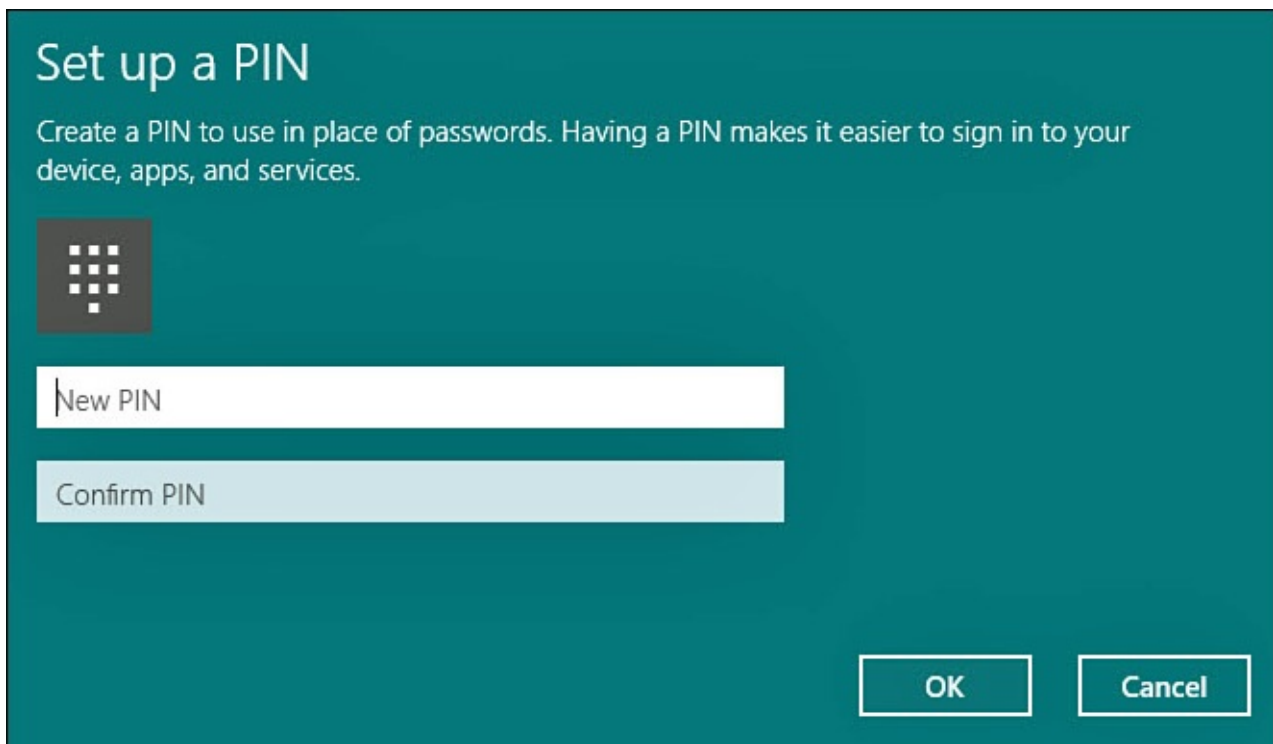 Set up a PIN
Create a PIN to use in place of passwords. Having a PIN makes it easier to sign in to your
device, apps, and services.
New PIN
Confirm PIN
OK
Cancel